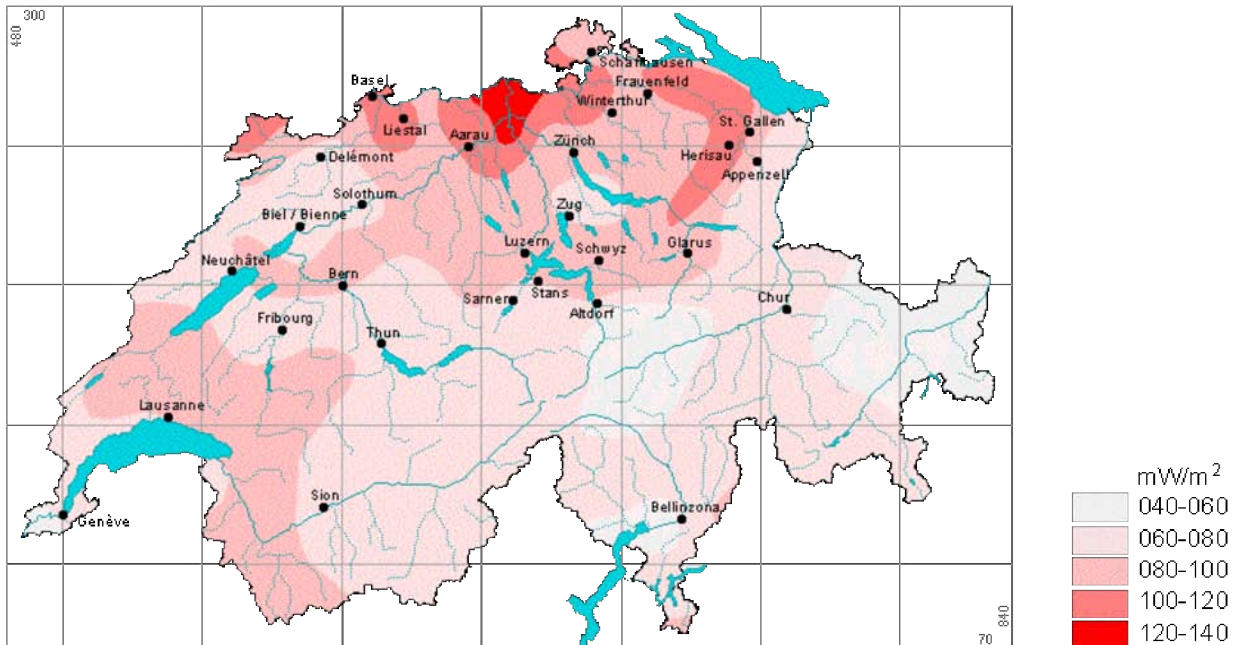 300
480
Schaffhausen
Basel
Frauenfeld
Winterthur
Liestal
St. Gallen
Aarau
Zürich
Delémont
Herisau
Appenzell
Solothurn
Biel / Bienne
Zug
Luzern
Schwyz
Glarus
Neuchâtel
Bern
Sarnen
Stans
Chur
Altdorf
Fribourg
Thun
Lausanne
Sion
Bellinzona
Genève
840
70
mW/m²
040-060
060-080
080-100
100-120
120-140